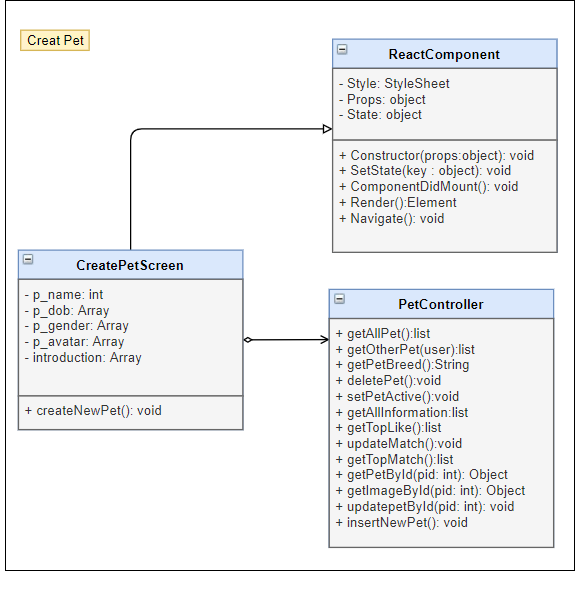 Creat Pet
ReactComponent
- Style: StyleSheet
- Props: object
- State: object
+ Constructor(props:object): void
+ SetState(key : object): void
+ ComponentDidMount(): void
+ Render():Element
+ Navigate(): void
CreatePetScreen
- p_name: int
- p_dob: Array
- p_gender: Array
- p_avatar: Array
- introduction: Array
+ createNewPet(): void
PetController
+ getAllPet():list
+ getOtherPet(user):list
+ getPetBreed():String
+ deletePet():void
+ setPetActive():void
+ getAllInformation:list
+ getTopLike():list
+ updateMatch():void
+ getTopMatch():list
+ getPetById(pid: int): Object
+ getImageById(pid: int): Object
+ updatepetById(pid: int): void
+ insertNewPet(): void